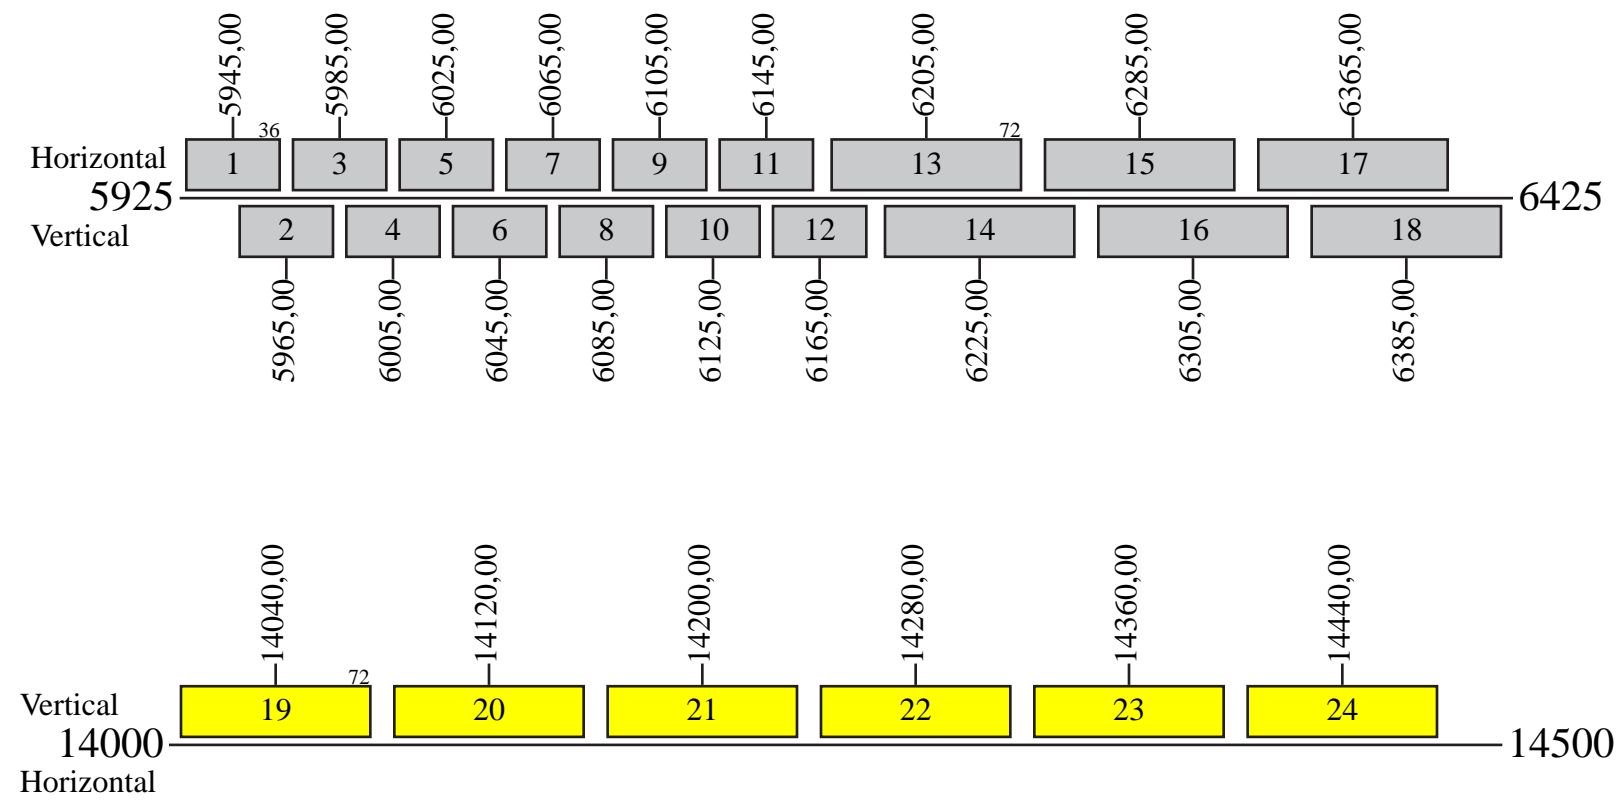 5945,00 5985,00 6025,00 6065,00 6105,00 6145,00 6205,00 6285,00 6365,00
36 72
Horizontal 1 3 5 7 9 11 13 15 17
5925 6425
Vertical 2 4 6 8 10 12 14 16 18
5965,00 6005,00 6045,00 6085,00 6125,00 6165,00 6225,00 6305,00 6385,00
14040,00 14120,00 14200,00 14280,00 14360,00 14440,00
72
Vertical 19 20 21 22 23 24
14000 14500
Horizontal